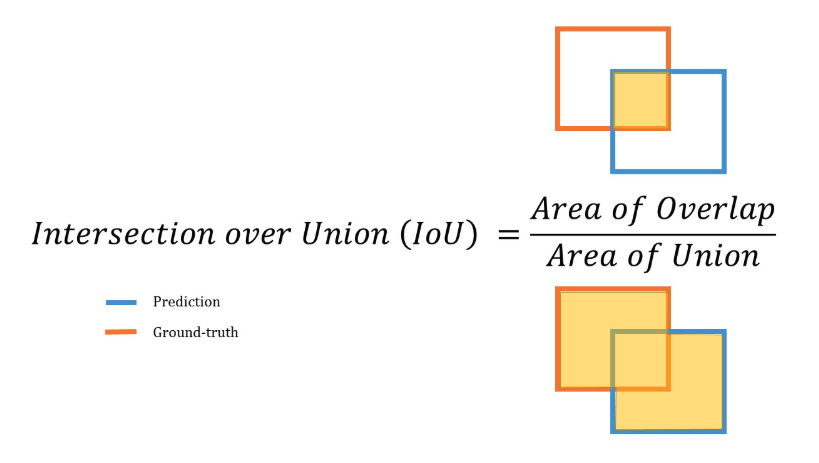 Intersection over Union (IoU) = Area of Overlap
Area of Union
Prediction
Ground-truth